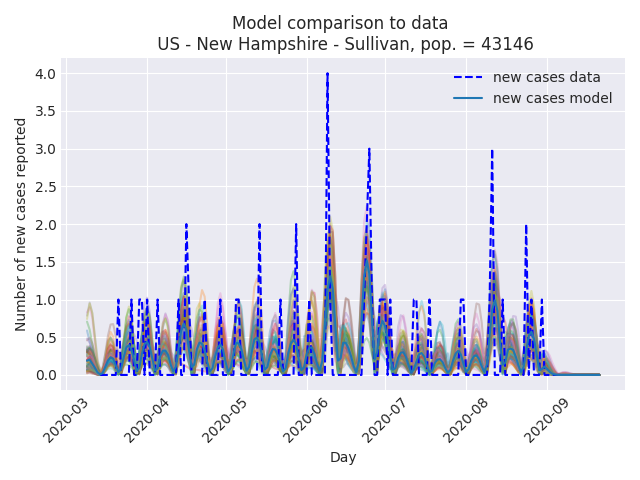 Model comparison to data
US - New Hampshire - Sullivan, pop. = 43146
new cases data
new cases model
Number of new cases reported
4.0
3.5
3.0
2.5
2.0
1.5
1.0
0.5
0.0
2020-03
2020-04
2020-05
2020-06
2020-07
2020-08
2020-09
Day